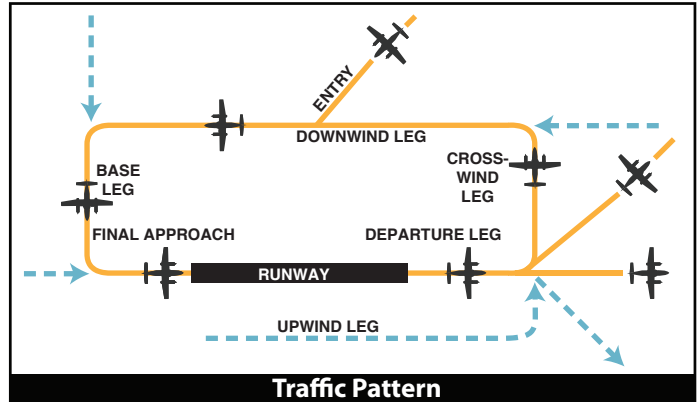 ENTRY
DOWNWIND LEG
BASE
LEG
CROSS-
WIND
LEG
FINAL APPROACH
DEPARTURE LEG
RUNWAY
UPWIND LEG
Traffic Pattern